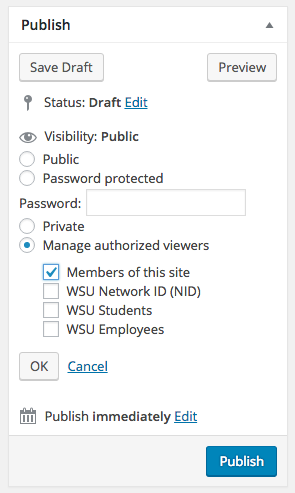 Publish
Save Draft Preview
Status: Draft Edit
Visibility: Public
Public
Password protected
Password:
Private
Manage authorized viewers
Members of this site
WSU Network ID (NID)
WSU Students
WSU Employees
OK Cancel
Publish immediately Edit
Publish